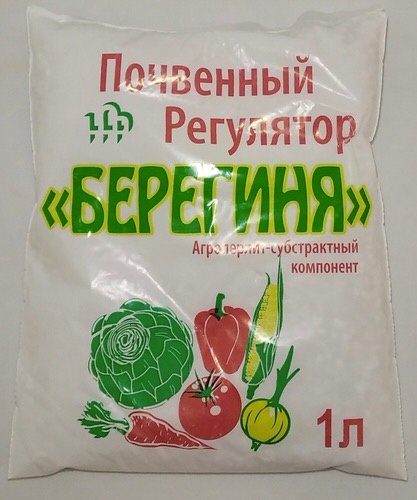 Почвенный
Регулятор
«БЕРЕГИНЯ»
Агроперлит-субстрактный
компонент
1л